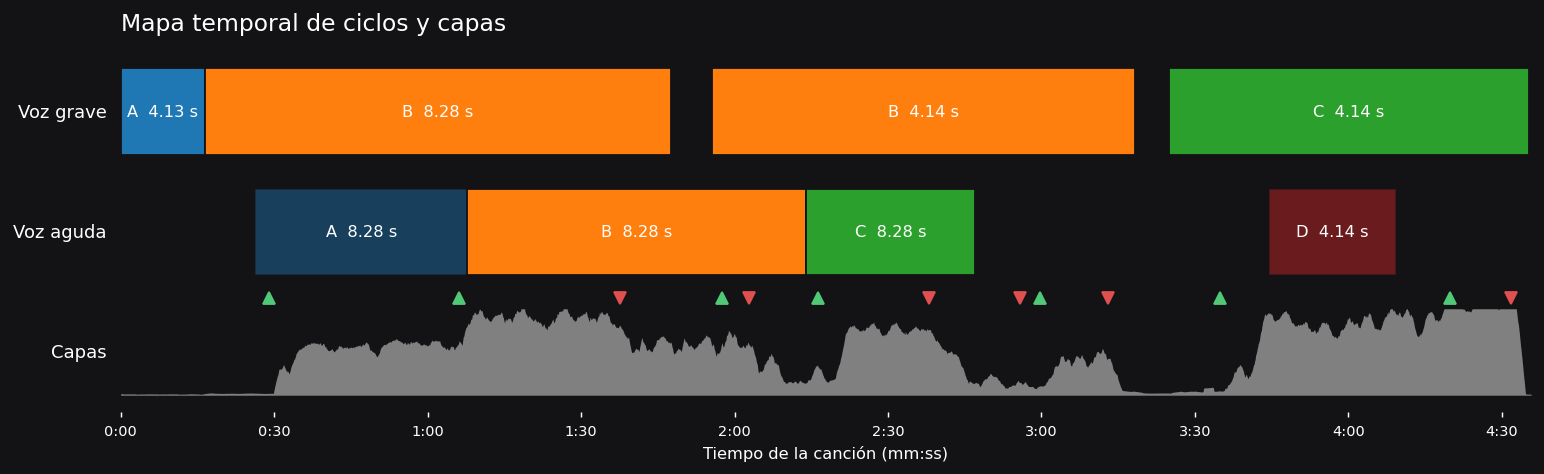 Mapa temporal de ciclos y capas
Voz grave
A  4.13 s
B  8.28 s
B  4.14 s
C  4.14 s
Voz aguda
A  8.28 s
B  8.28 s
C  8.28 s
D  4.14 s
Capas
0:00
0:30
1:00
1:30
2:00
2:30
3:00
3:30
4:00
4:30
Tiempo de la canción (mm:ss)